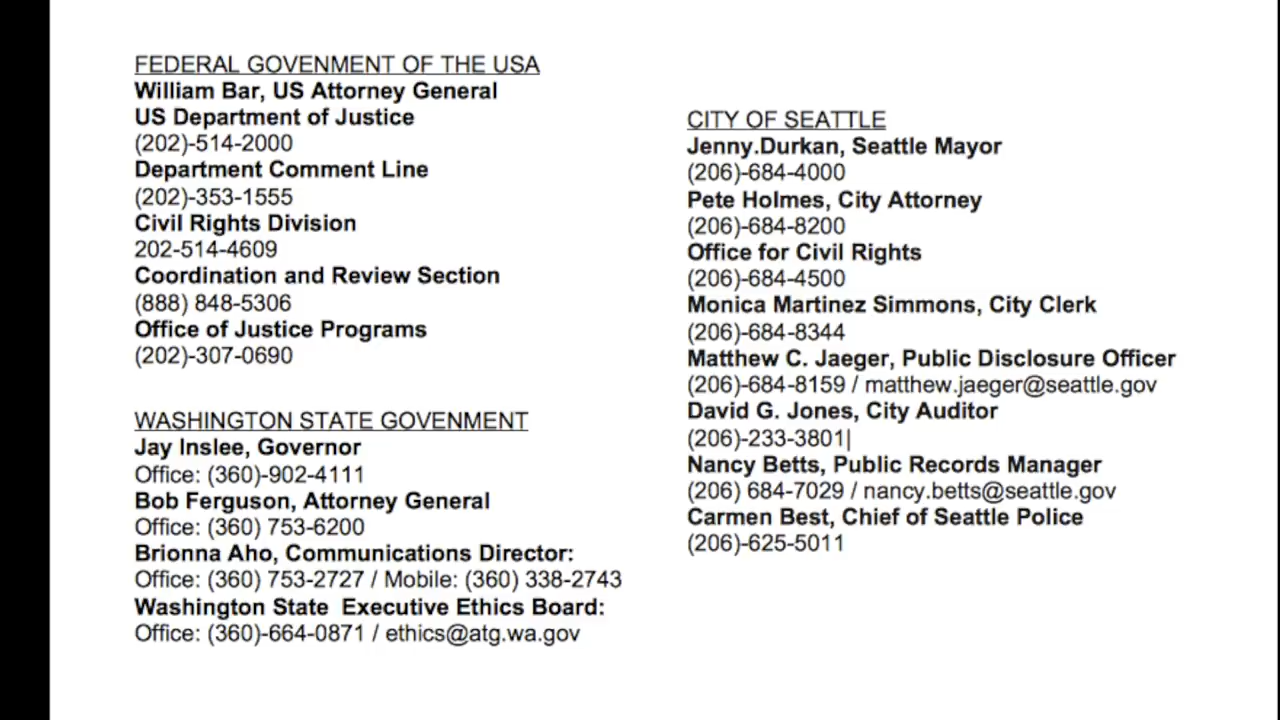 FEDERAL GOVENMENT OF THE USA
William Bar, US Attorney General
US Department of Justice
(202)-514-2000
Department Comment Line
(202)-353-1555
Civil Rights Division
202-514-4609
Coordination and Review Section
(888) 848-5306
Office of Justice Programs
(202)-307-0690
WASHINGTON STATE GOVENMENT
Jay Inslee, Governor
Office: (360)-902-4111
Bob Ferguson, Attorney General
Office: (360) 753-6200
Brionna Aho, Communications Director:
Office: (360) 753-2727 / Mobile: (360) 338-2743
Washington State  Executive Ethics Board:
Office: (360)-664-0871 / ethics@atg.wa.gov
CITY OF SEATTLE
Jenny.Durkan, Seattle Mayor
(206)-684-4000
Pete Holmes, City Attorney
(206)-684-8200
Office for Civil Rights
(206)-684-4500
Monica Martinez Simmons, City Clerk
(206)-684-8344
Matthew C. Jaeger, Public Disclosure Officer
(206)-684-8159 / matthew.jaeger@seattle.gov
David G. Jones, City Auditor
(206)-233-3801
Nancy Betts, Public Records Manager
(206) 684-7029 / nancy.betts@seattle.gov
Carmen Best, Chief of Seattle Police
(206)-625-5011